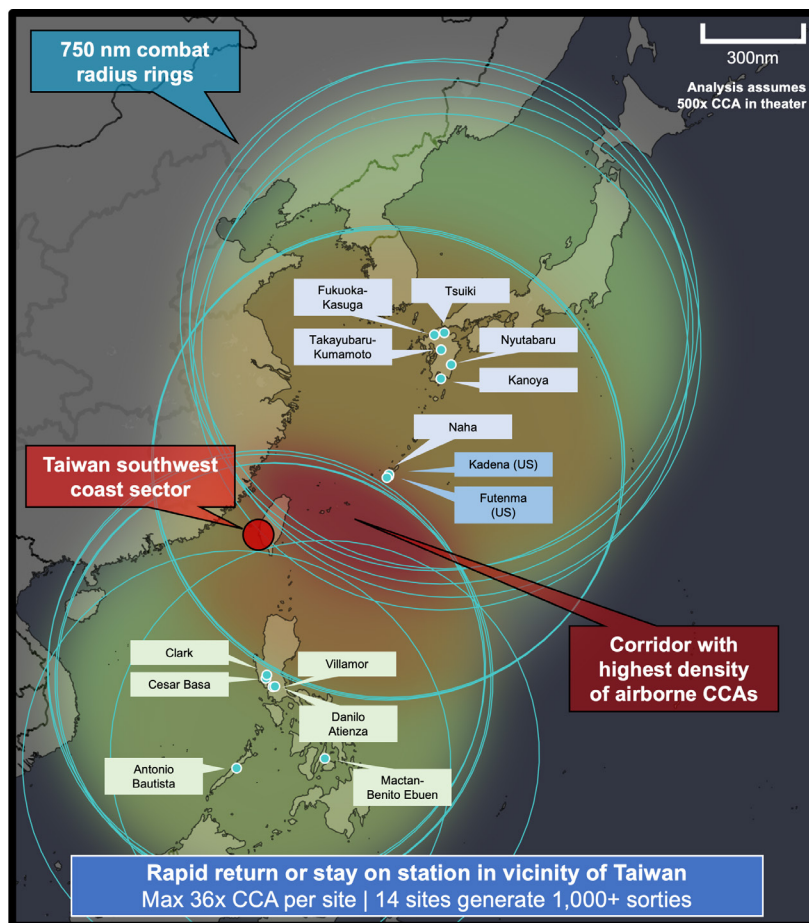 750 nm combat
radius rings
300nm
Analysis assumes
500x CCA in theater
Fukuoka-
Kasuga
Tsuiki
Takayubaru-
Kumamoto
Nyutabaru
Kanoya
Naha
Kadena (US)
Futenma
(US)
Taiwan southwest
coast sector
Corridor with
highest density
of airborne CCAs
Clark
Villamor
Cesar Basa
Danilo
Atienza
Antonio
Bautista
Mactan-
Benito Ebuen
Rapid return or stay on station in vicinity of Taiwan
Max 36x CCA per site | 14 sites generate 1,000+ sorties